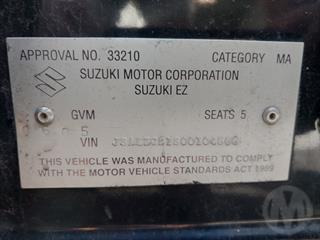 APPROVAL NO. 33210 CATEGORY MA
SUZUKI MOTOR CORPORATION
SUZUKI EZ
GVM SEATS 5
VIN
THIS VEHICLE WAS MANUFACTURED TO COMPLY
WITH THE MOTOR VEHICLE STANDARDS ACT 1989